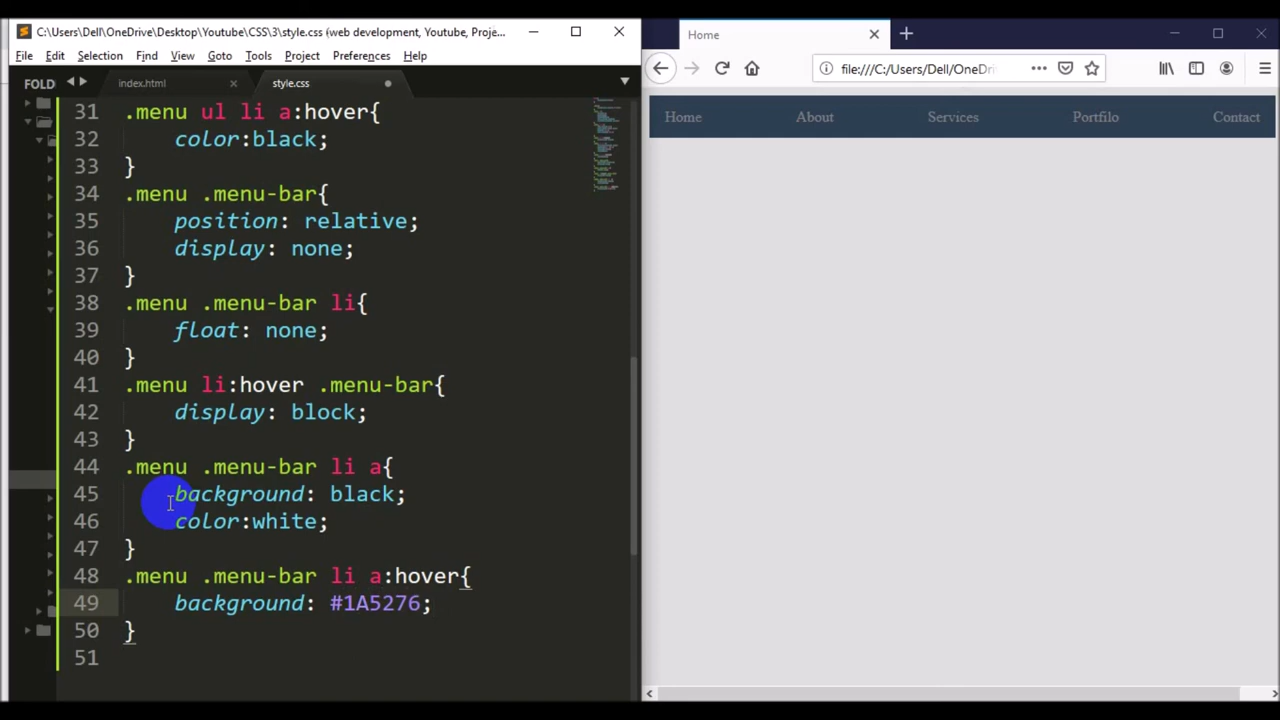 C:\Users\Dell\OneDrive\Desktop\Youtube\CSS\3\style.css (web development, Youtube, Proje...
File Edit Selection Find View Goto Tools Project Preferences Help
FOLD index.html style.css
31 .menu ul li a:hover{
32 color:black;
33 }
34 .menu .menu-bar{
35 position: relative;
36 display: none;
37 }
38 .menu .menu-bar li{
39 float: none;
40 }
41 .menu li:hover .menu-bar{
42 display: block;
43 }
44 .menu .menu-bar li a{
45 background: black;
46 color:white;
47 }
48 .menu .menu-bar li a:hover{
49 background: #1A5276;
50 }
51
Home
file:///C:/Users/Dell/OneDriv
Home About Services Portfilo Contact